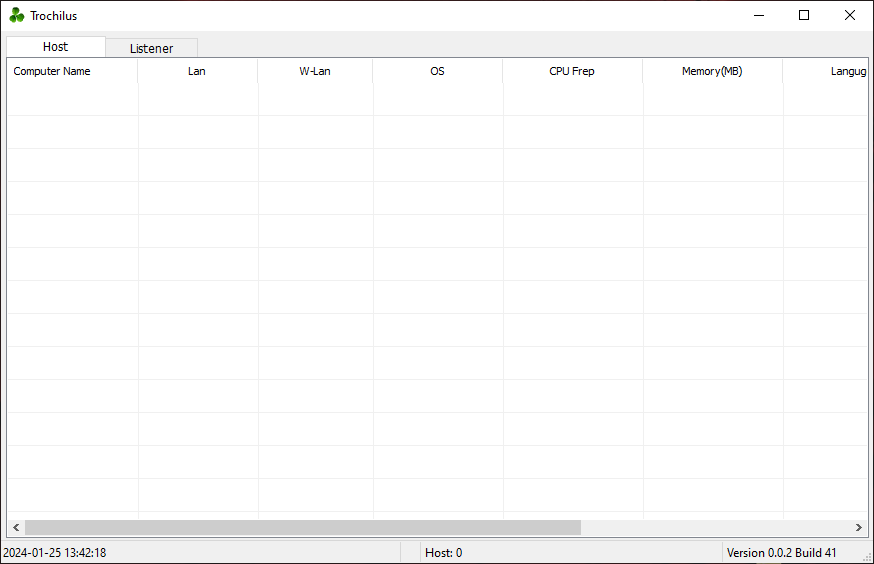 Trochilus
Host Listener
Computer Name Lan W-Lan OS CPU Frep Memory(MB) Langug
2024-01-25 13:42:18 Host: 0 Version 0.0.2 Build 41